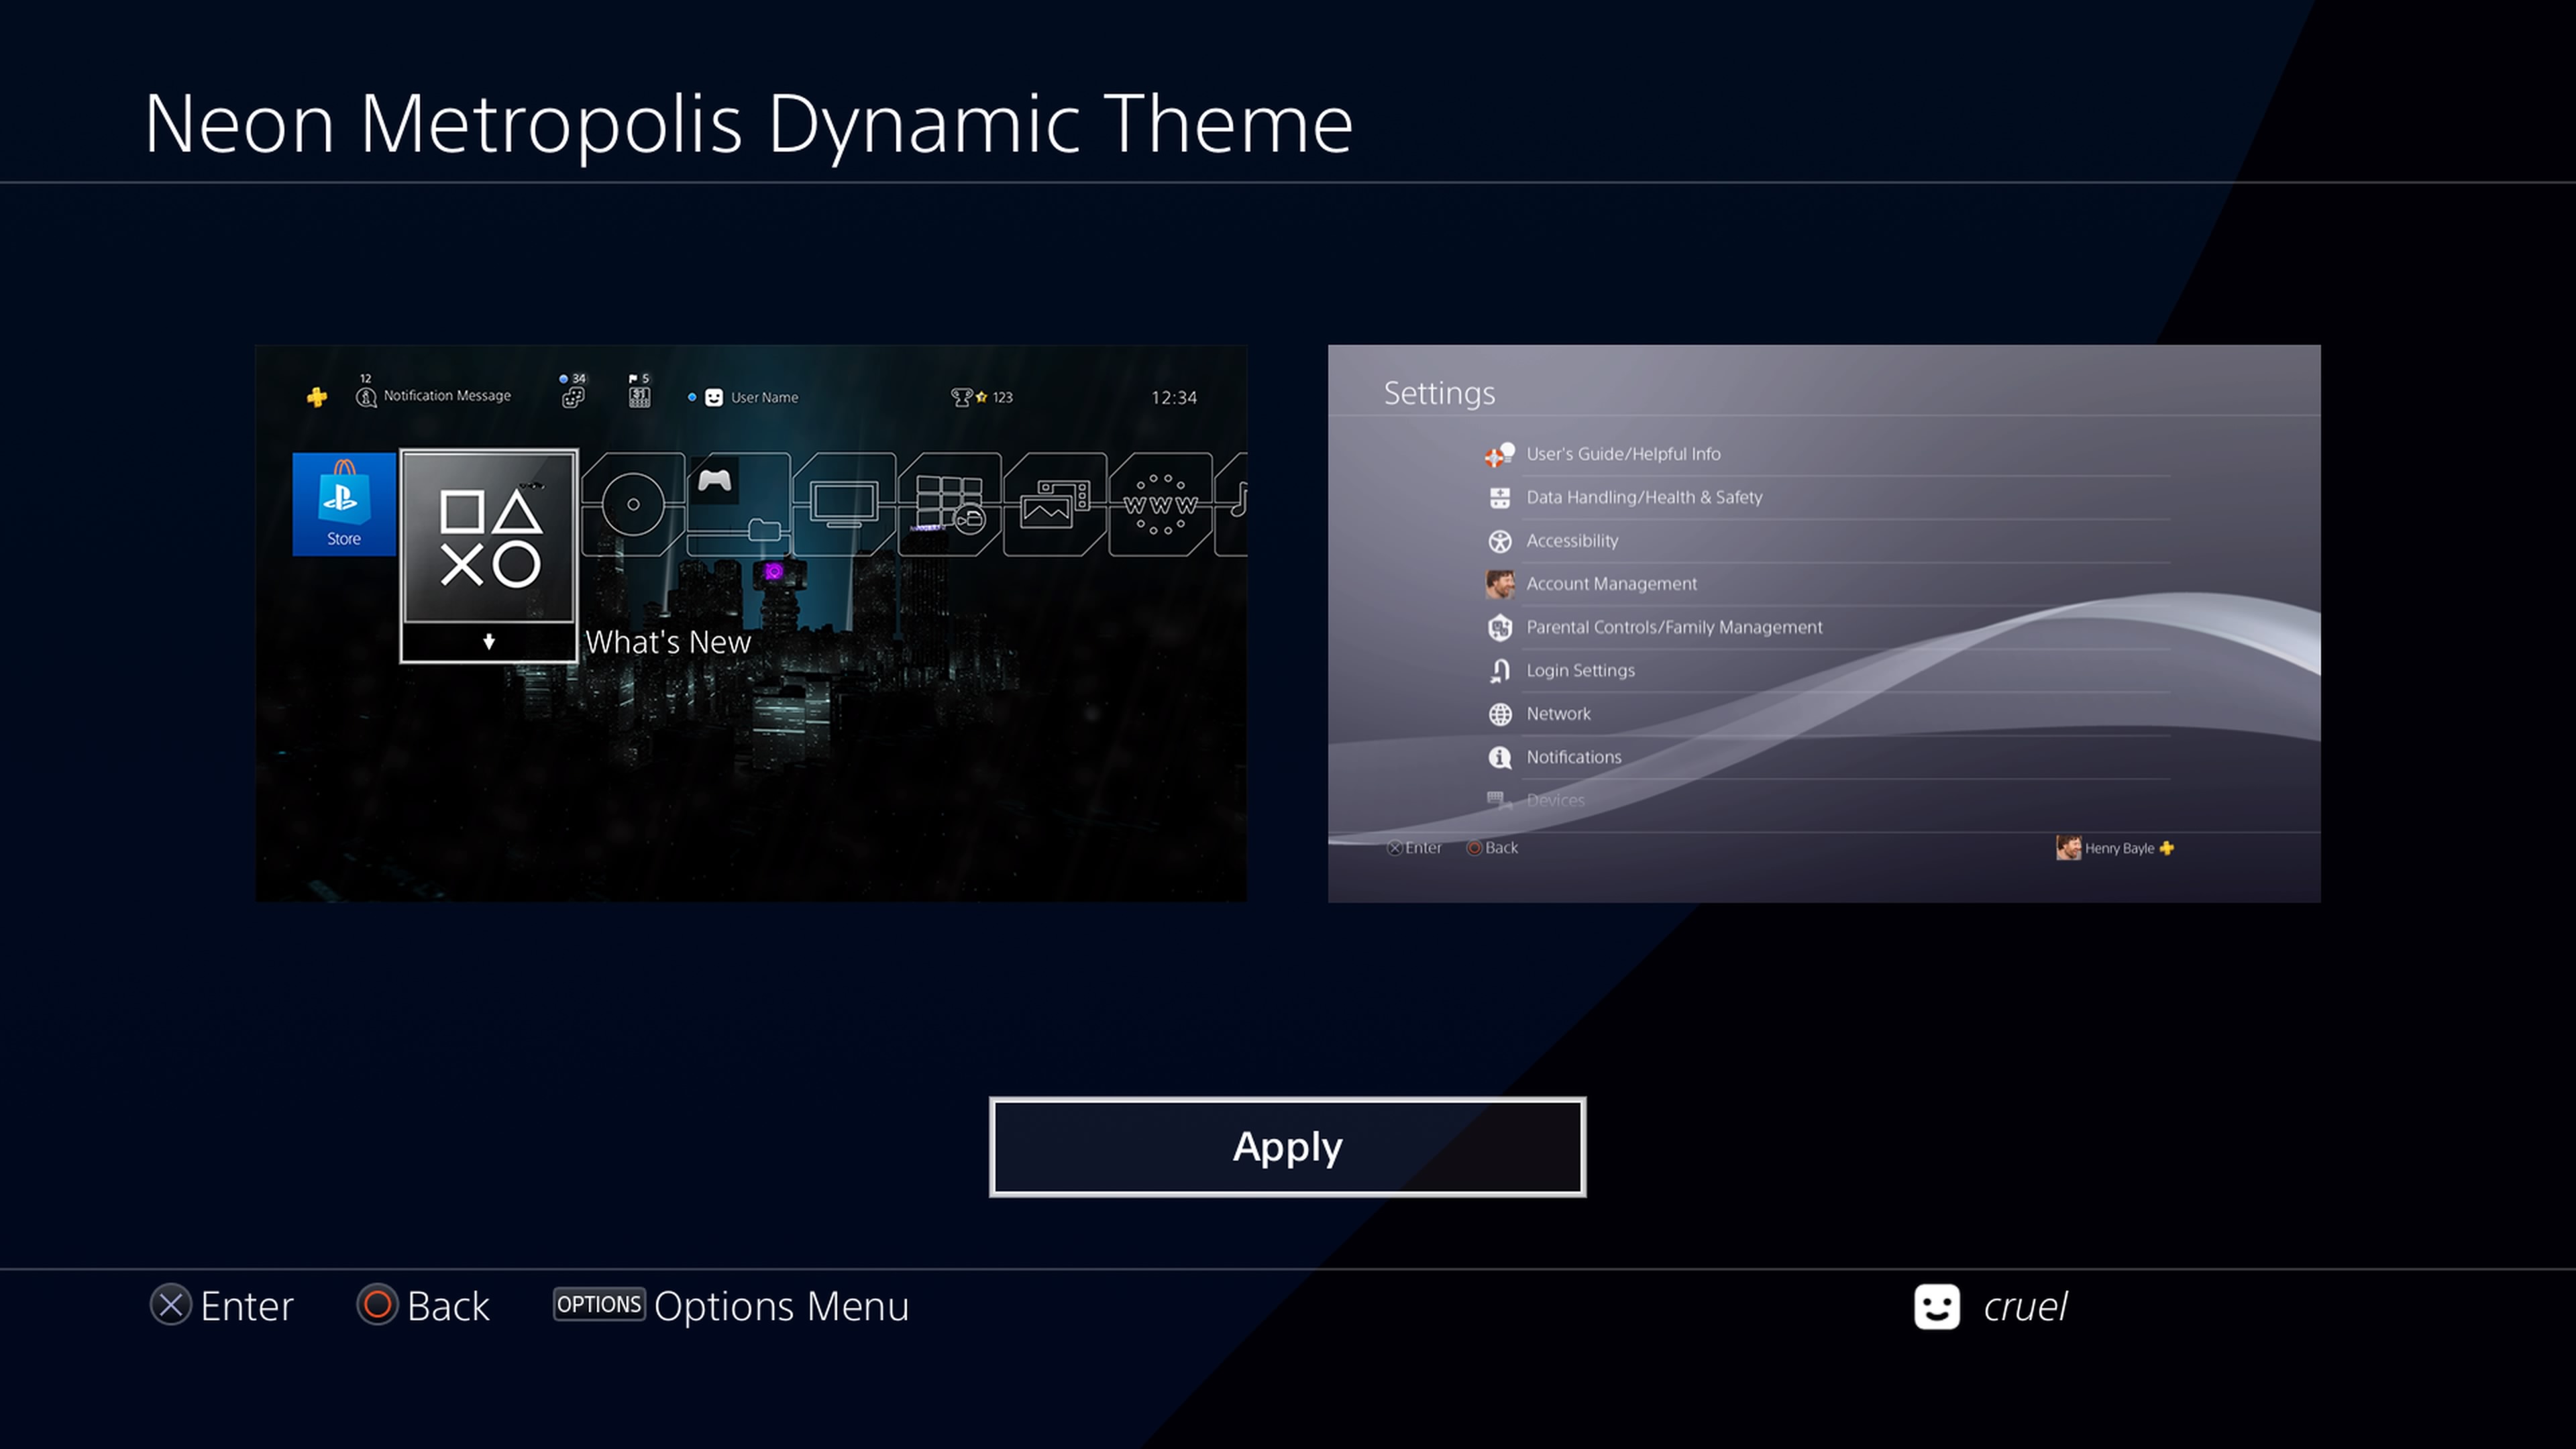 Neon Metropolis Dynamic Theme
12
Notification Message
34
5
31
User Name
123
12:34
Store
WWW
What's New
Settings
User's Guide/Helpful Info
Data Handling/Health & Safety
Accessibility
Account Management
Parental Controls/Family Management
Login Settings
Network
Notifications
Devices
Enter Back
Henry Bayle
Apply
Enter Back OPTIONS Options Menu
cruel